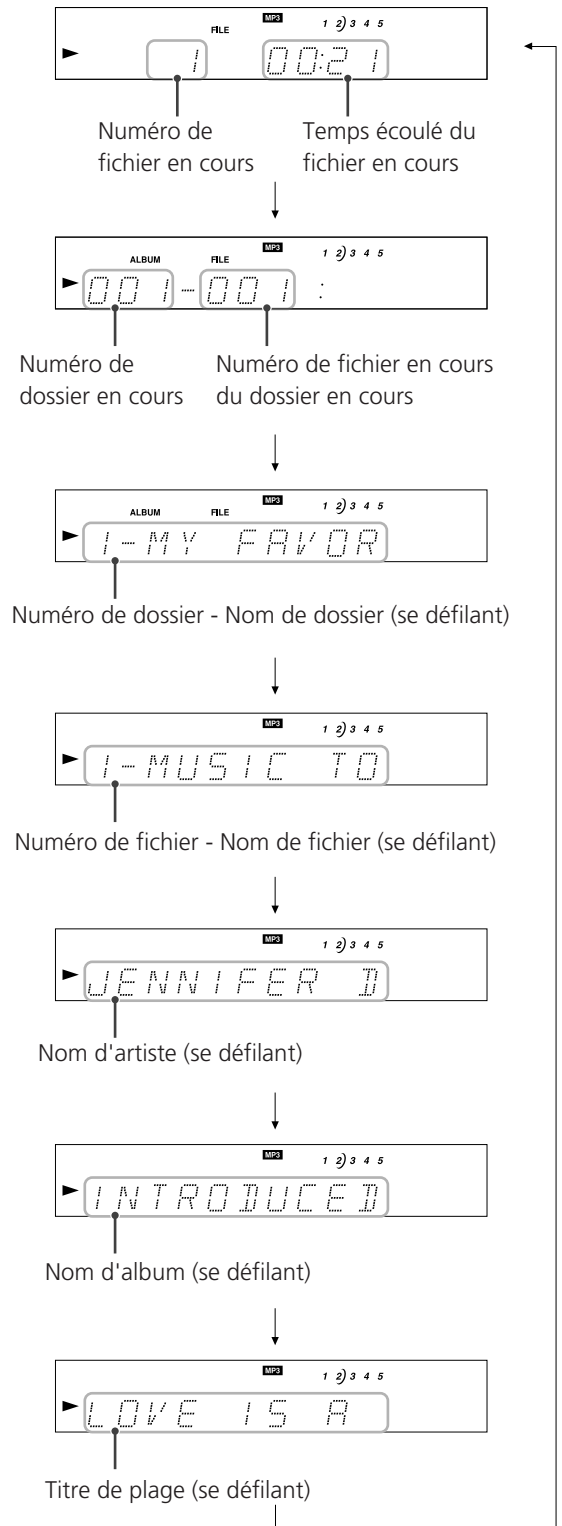 MP3
FILE 1 2) 3 4 5
1 00:21
Numéro de
fichier en cours
Temps écoulé du
fichier en cours
MP3
ALBUM FILE 1 2) 3 4 5
001-001 :
Numéro de
dossier en cours
Numéro de fichier en cours
du dossier en cours
MP3
ALBUM FILE 1 2) 3 4 5
1-MY FAVOR
Numéro de dossier - Nom de dossier (se défilant)
MP3 1 2) 3 4 5
1-MUSIC TO
Numéro de fichier - Nom de fichier (se défilant)
MP3 1 2) 3 4 5
JENNIFER D
Nom d'artiste (se défilant)
MP3 1 2) 3 4 5
INTRODUCED
Nom d'album (se défilant)
MP3 1 2) 3 4 5
LOVE IS A
Titre de plage (se défilant)